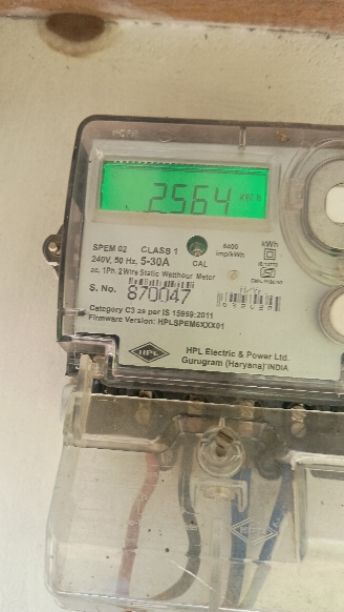 2564 kWh
SPEM 02 CLASS 1
240V, 50 Hz, 5-30A
CAL
6400
imp/kWh
kWh
ac. 1Ph. 2 Wire Static Watthour Meter
S. No. 870047
Category C3 as per IS 15959:2011
Firmware Version: HPLSPEM6XXX01
HPL
HPL Electric & Power Ltd.
Gurugram (Haryana) INDIA
HPL